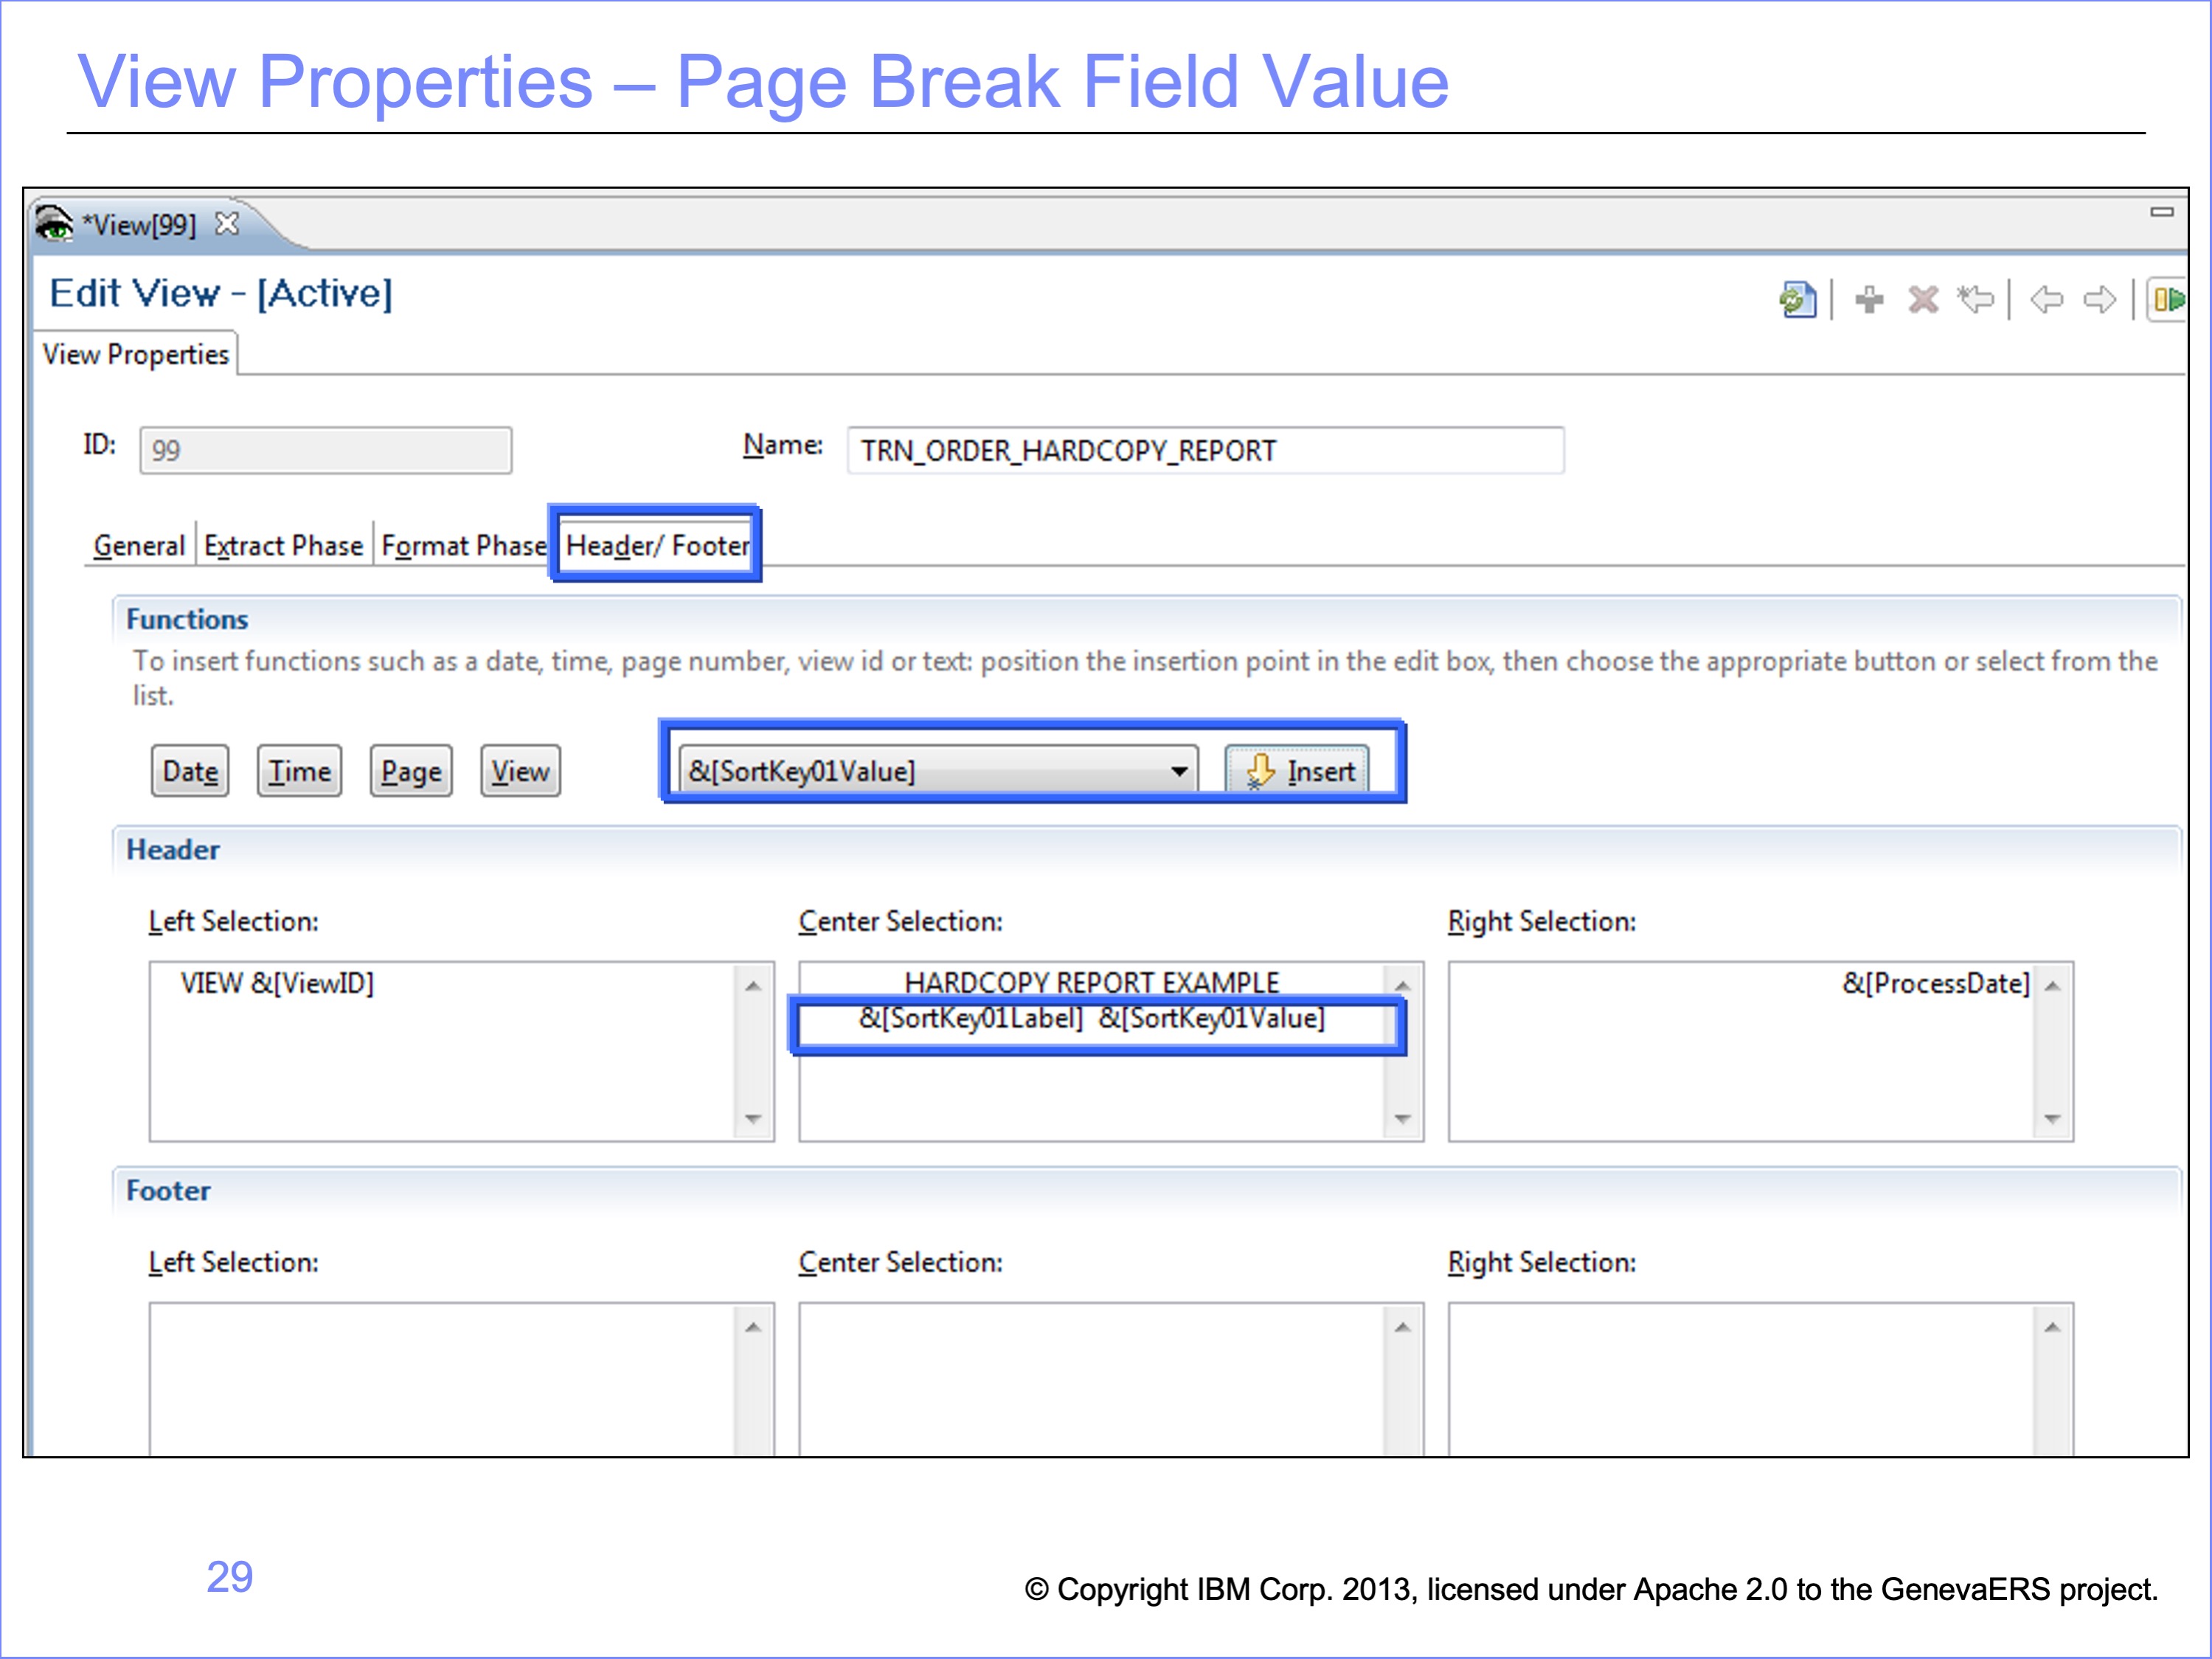 View Properties – Page Break Field Value
*View[99]
Edit View - [Active]
View Properties
ID: 99 Name: TRN_ORDER_HARDCOPY_REPORT
General Extract Phase Format Phase Header/ Footer
Functions
To insert functions such as a date, time, page number, view id or text: position the insertion point in the edit box, then choose the appropriate button or select from the
list.
Date Time Page View &[SortKey01Value] Insert
Header
Left Selection: Center Selection: Right Selection:
VIEW &[ViewID] HARDCOPY REPORT EXAMPLE &[ProcessDate]
&[SortKey01Label] &[SortKey01Value]
Footer
Left Selection: Center Selection: Right Selection:
29 © Copyright IBM Corp. 2013, licensed under Apache 2.0 to the GenevaERS project.